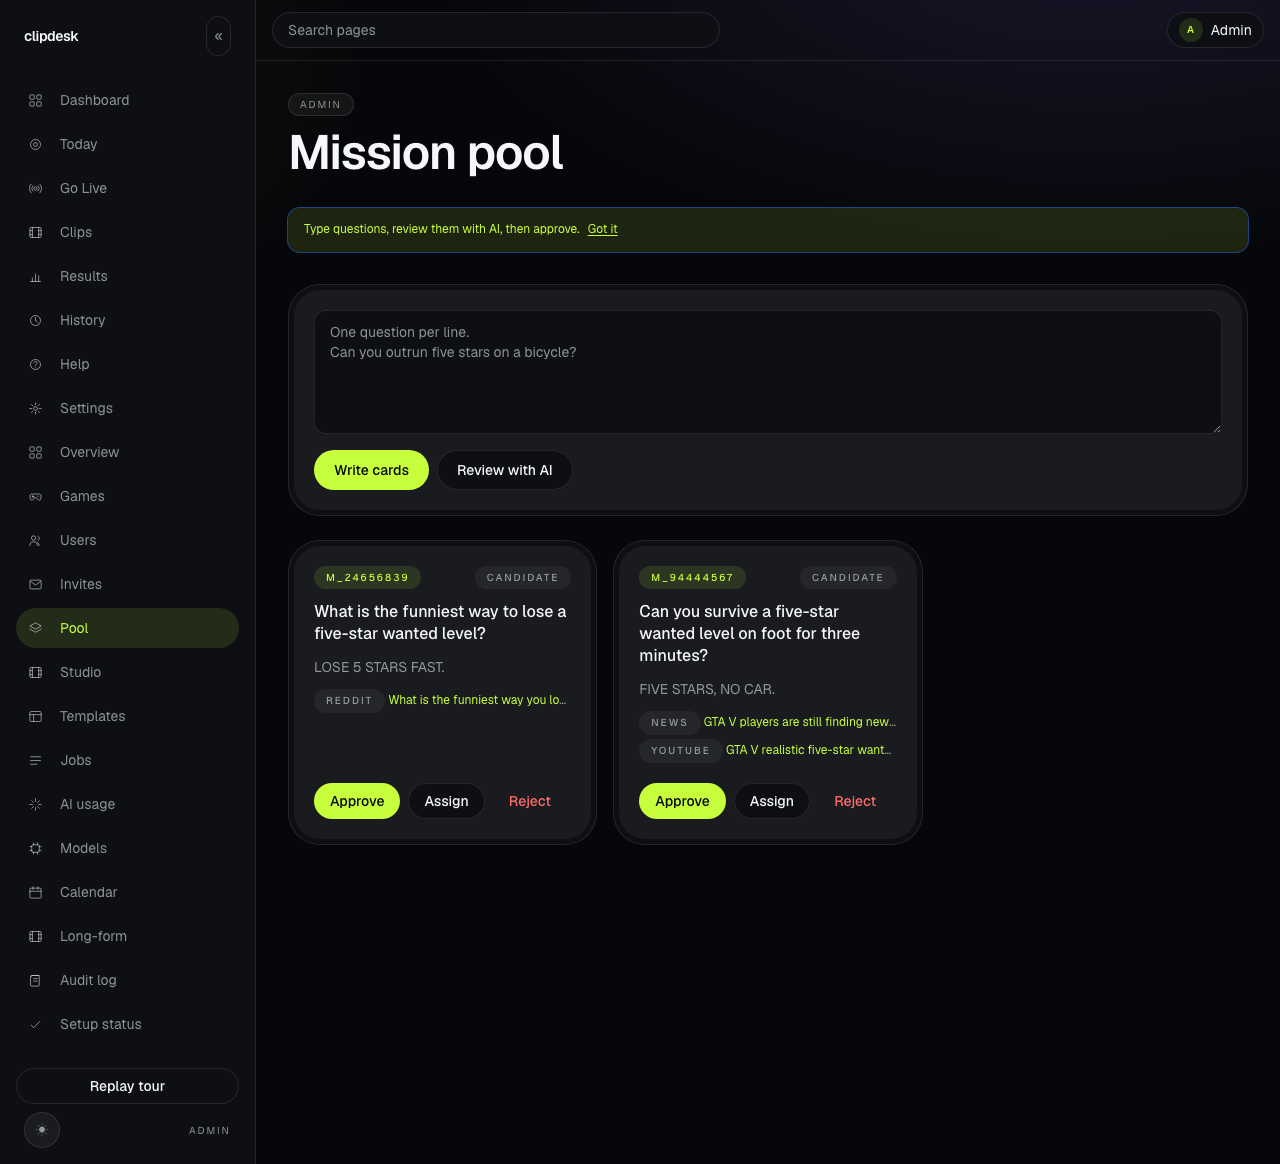 clipdesk
«
Search pages
A
Admin
Dashboard
Today
Go Live
Clips
Results
History
Help
Settings
Overview
Games
Users
Invites
Pool
Studio
Templates
Jobs
AI usage
Models
Calendar
Long-form
Audit log
Setup status
Replay tour
ADMIN
ADMIN
Mission pool
Type questions, review them with AI, then approve. Got it
One question per line.
Can you outrun five stars on a bicycle?
Write cards
Review with AI
M_24656839
CANDIDATE
What is the funniest way to lose a
five-star wanted level?
LOSE 5 STARS FAST.
REDDIT What is the funniest way you lo...
Approve
Assign
Reject
M_94444567
CANDIDATE
Can you survive a five-star
wanted level on foot for three
minutes?
FIVE STARS, NO CAR.
NEWS GTA V players are still finding new...
YOUTUBE GTA V realistic five-star want...
Approve
Assign
Reject